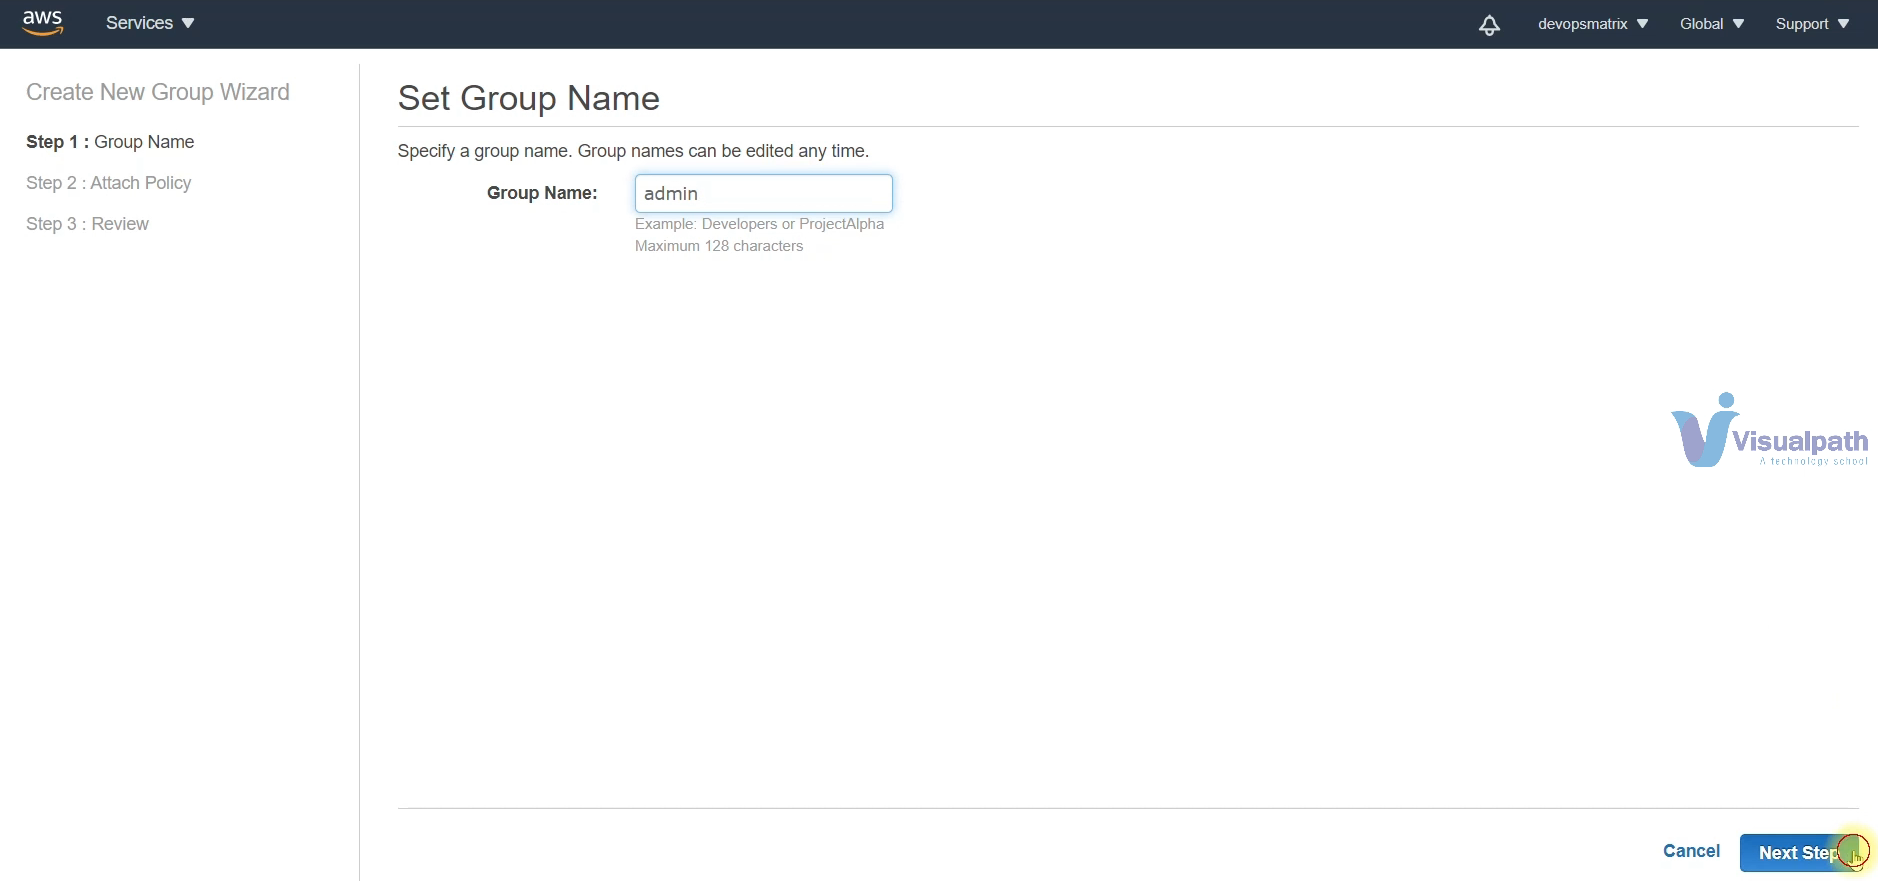 aws Services devopsmatrix Global Support
Create New Group Wizard
Step 1 : Group Name
Step 2 : Attach Policy
Step 3 : Review
Set Group Name
Specify a group name. Group names can be edited any time.
Group Name: admin
Example: Developers or ProjectAlpha
Maximum 128 characters
Visualpath
A technology school
Cancel Next Step